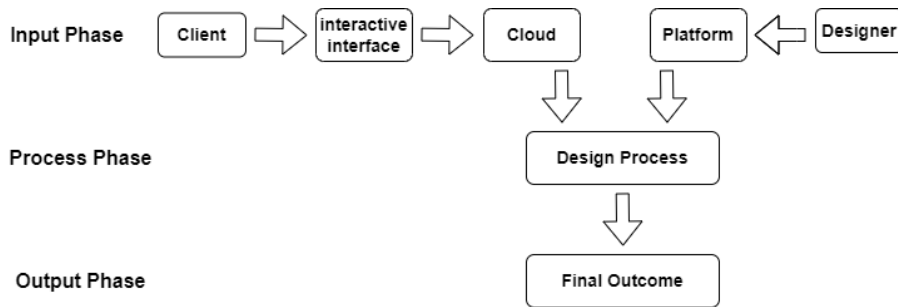 Input Phase
Client
interactive
interface
Cloud
Platform
Designer
Process Phase
Design Process
Output Phase
Final Outcome